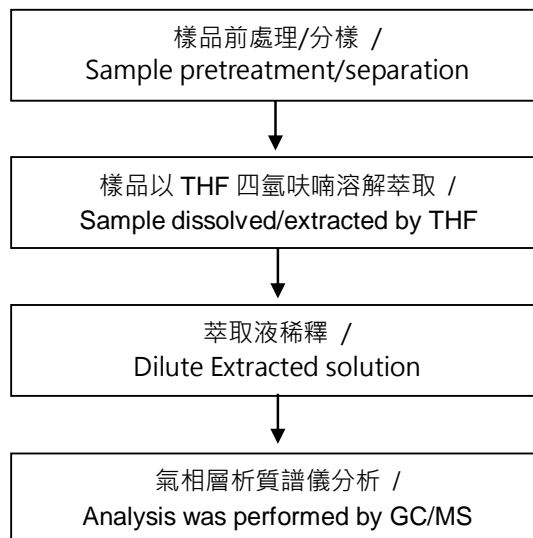 樣品前處理/分樣 /
Sample pretreatment/separation
樣品以 THF 四氫呋喃溶解萃取 /
Sample dissolved/extracted by THF
萃取液稀釋 /
Dilute Extracted solution
氣相層析質譜儀分析 /
Analysis was performed by GC/MS